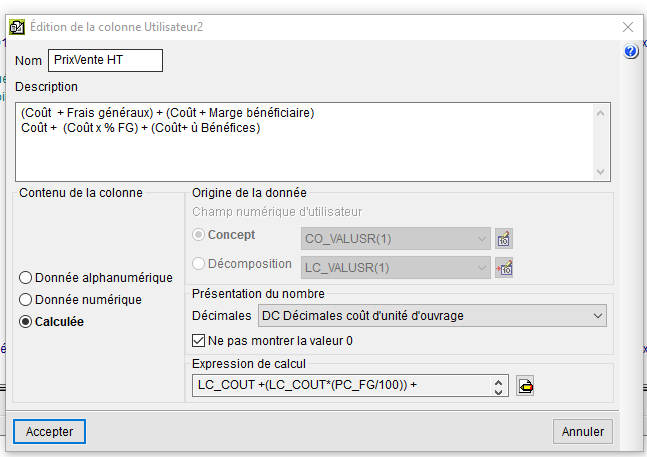 Édition de la colonne Utilisateur2
Nom PrixVente HT
Description
(Coût + Frais généraux) + (Coût + Marge bénéficiaire)
Coût + (Coût x % FG) + (Coût+ ù Bénéfices)
Contenu de la colonne
Donnée alphanumérique
Donnée numérique
Calculée
Origine de la donnée
Champ numérique d'utilisateur
Concept CO_VALUSR(1)
Décomposition LC_VALUSR(1)
Présentation du nombre
Décimales DC Décimales coût d'unité d'ouvrage
Ne pas montrer la valeur 0
Expression de calcul
LC_COUT +(LC_COUT*(PC_FG/100)) +
Accepter
Annuler